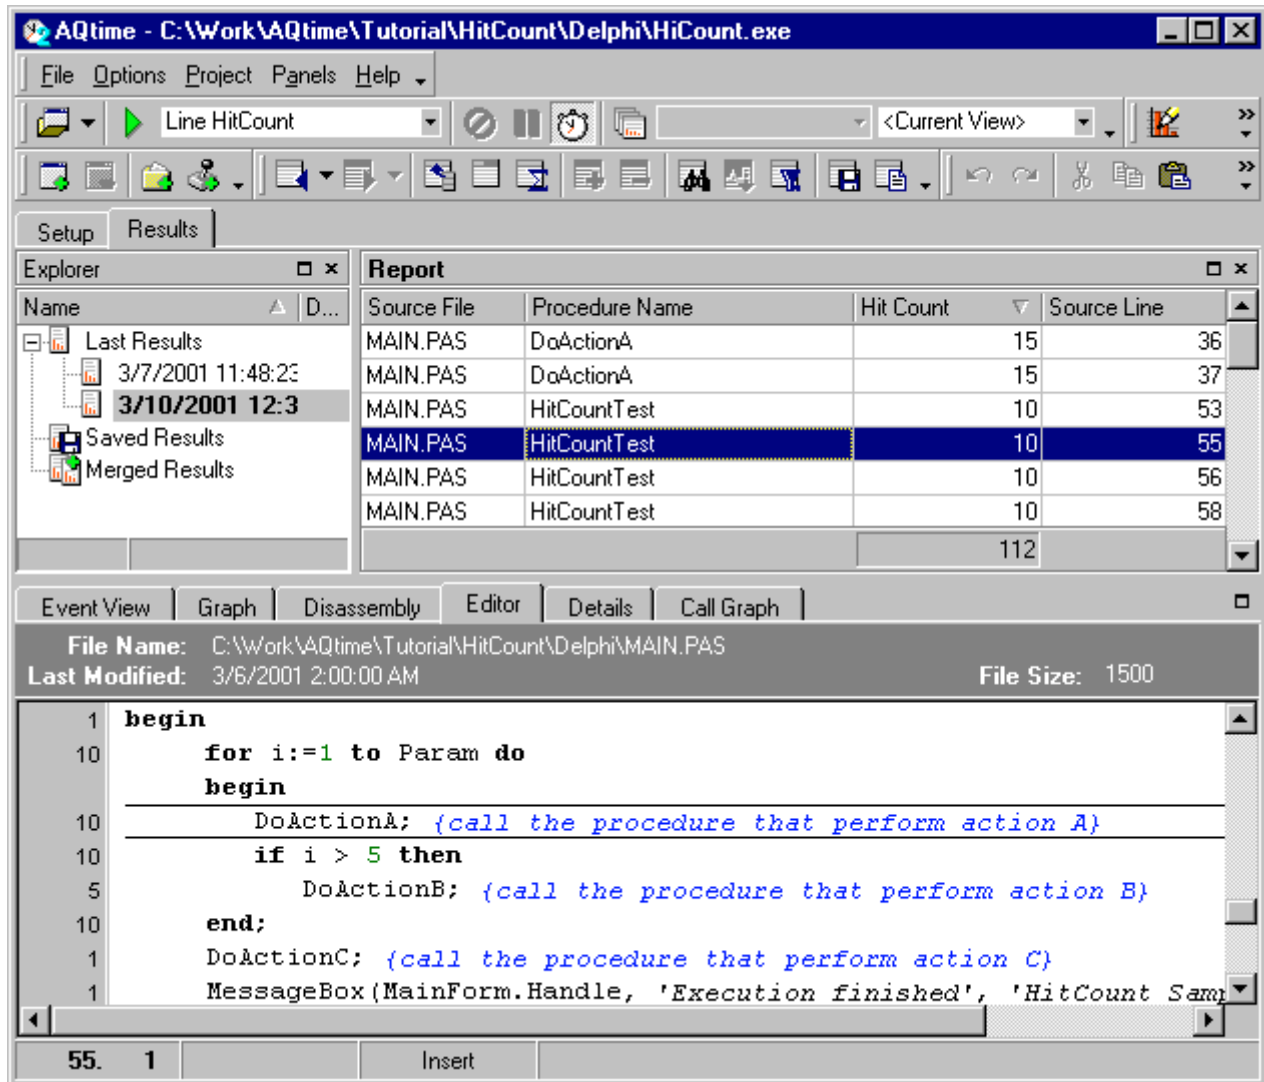 AQtime - C:\Work\AQtime\Tutorial\HitCount\Delphi\HiCount.exe
File Options Project Panels Help
Line HitCount <Current View>
Setup Results
Explorer
Name D...
Last Results
3/7/2001 11:48:23
3/10/2001 12:3
Saved Results
Merged Results
Report
Source File Procedure Name Hit Count Source Line
MAIN.PAS DoActionA 15 36
MAIN.PAS DoActionA 15 37
MAIN.PAS HitCountTest 10 53
MAIN.PAS HitCountTest 10 55
MAIN.PAS HitCountTest 10 56
MAIN.PAS HitCountTest 10 58
112
Event View Graph Disassembly Editor Details Call Graph
File Name: C:\Work\AQtime\Tutorial\HitCount\Delphi\MAIN.PAS
Last Modified: 3/6/2001 2:00:00 AM File Size: 1500
1 begin
10 for i:=1 to Param do
begin
10 DoActionA; {call the procedure that perform action A}
10 if i > 5 then
5 DoActionB; {call the procedure that perform action B}
10 end;
1 DoActionC; {call the procedure that perform action C}
1 MessageBox(MainForm.Handle, 'Execution finished', 'HitCount Samp
55. 1 Insert